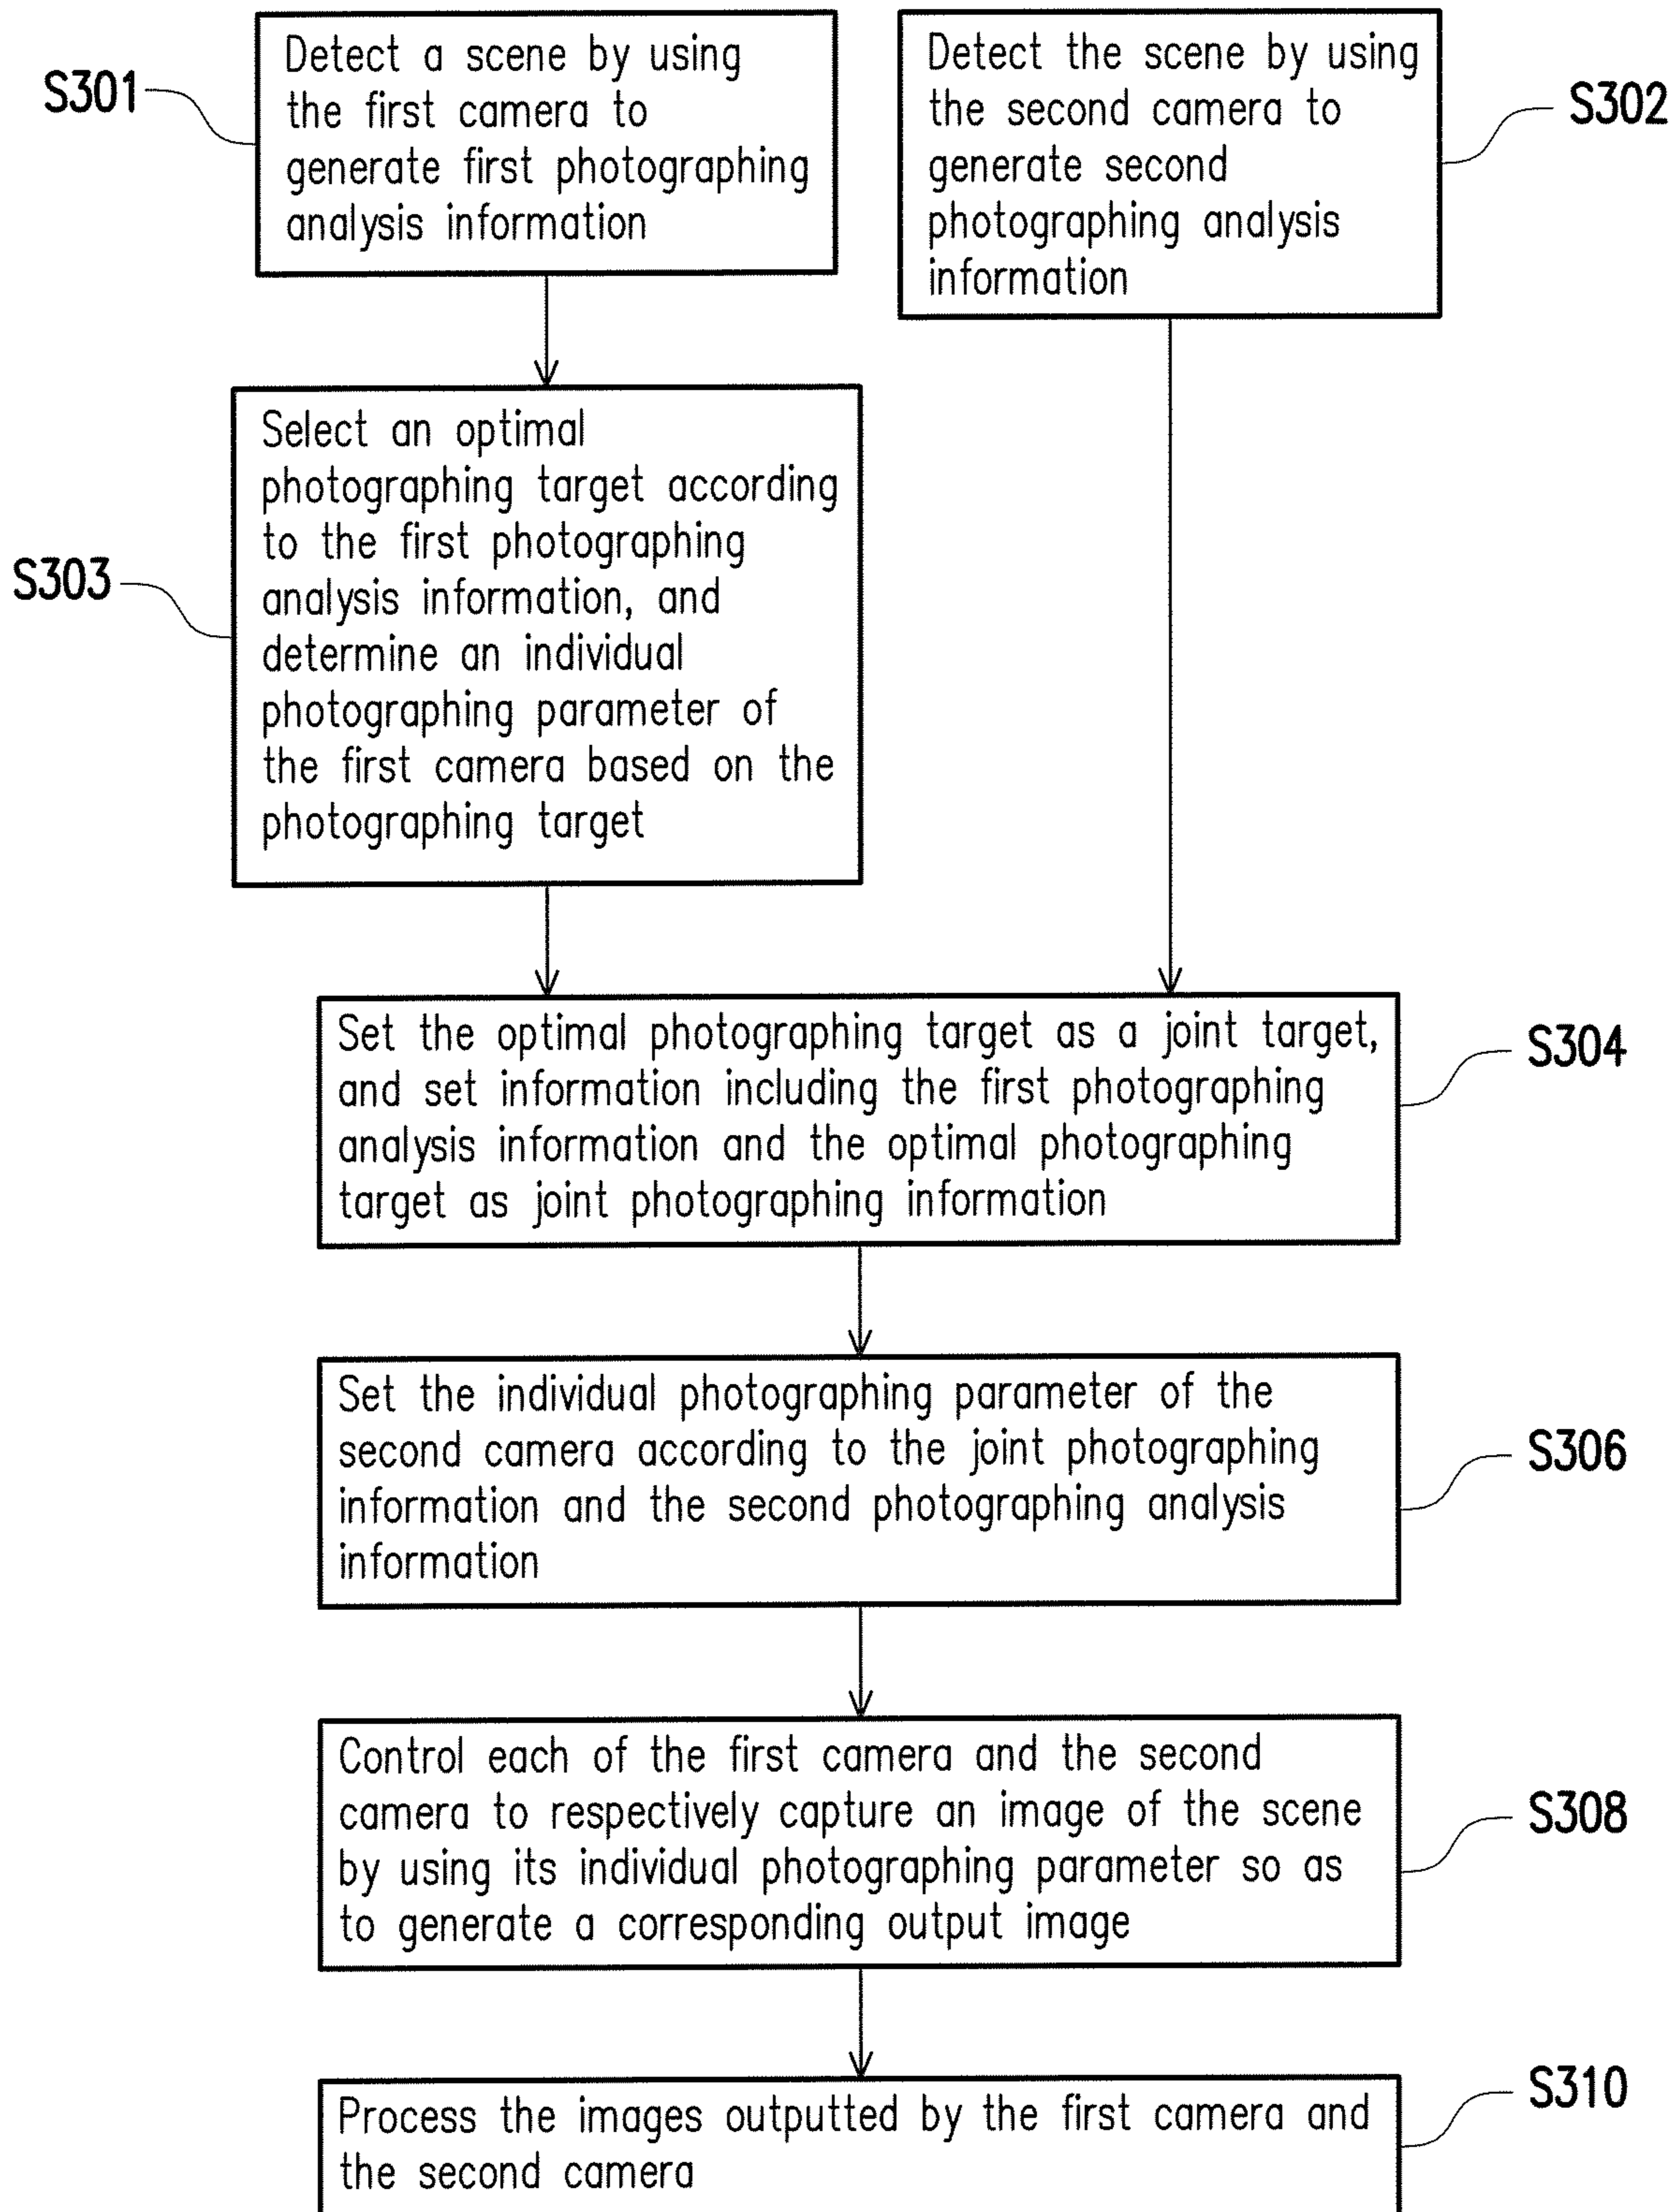 S301
Detect a scene by using
the first camera to
generate first photographing
analysis information
Detect the scene by using
the second camera to
generate second
photographing analysis
information
S302
S303
Select an optimal
photographing target according
to the first photographing
analysis information, and
determine an individual
photographing parameter of
the first camera based on the
photographing target
Set the optimal photographing target as a joint target,
and set information including the first photographing
analysis information and the optimal photographing
target as joint photographing information
S304
Set the individual photographing parameter of the
second camera according to the joint photographing
information and the second photographing analysis
information
S306
Control each of the first camera and the second
camera to respectively capture an image of the scene
by using its individual photographing parameter so as
to generate a corresponding output image
S308
Process the images outputted by the first camera and
the second camera
S310